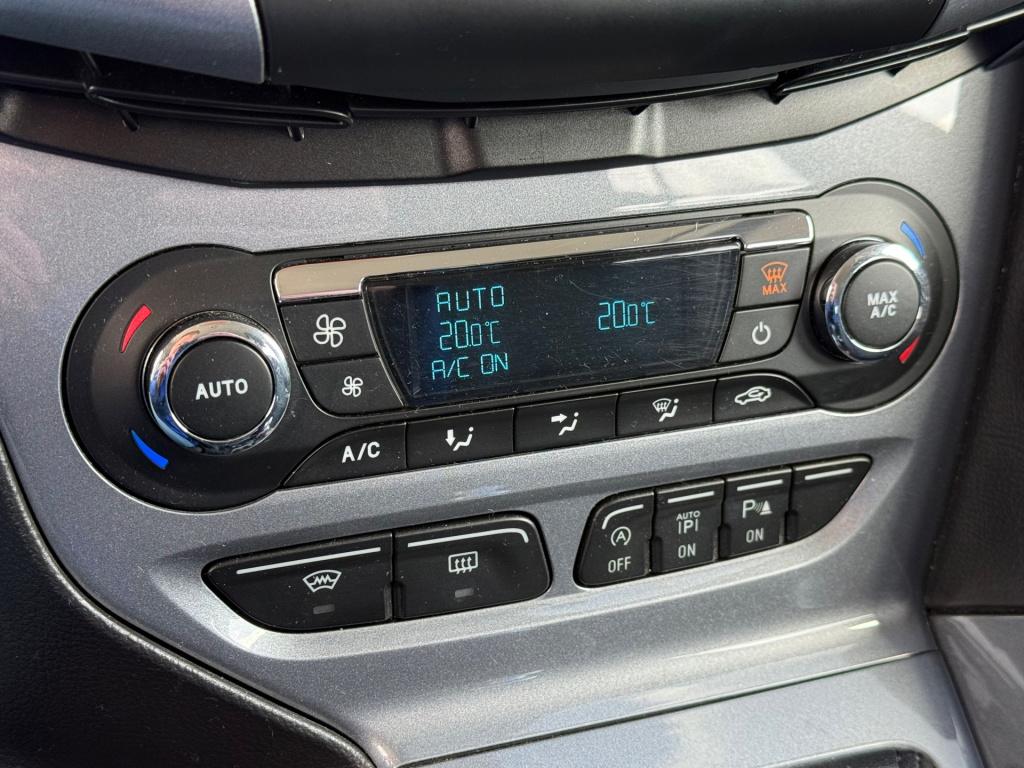 AUTO
20.0°C
A/C ON
20.0°C
MAX
AUTO
MAX
A/C
A/C
A
OFF
AUTO
P
ON
P
ON